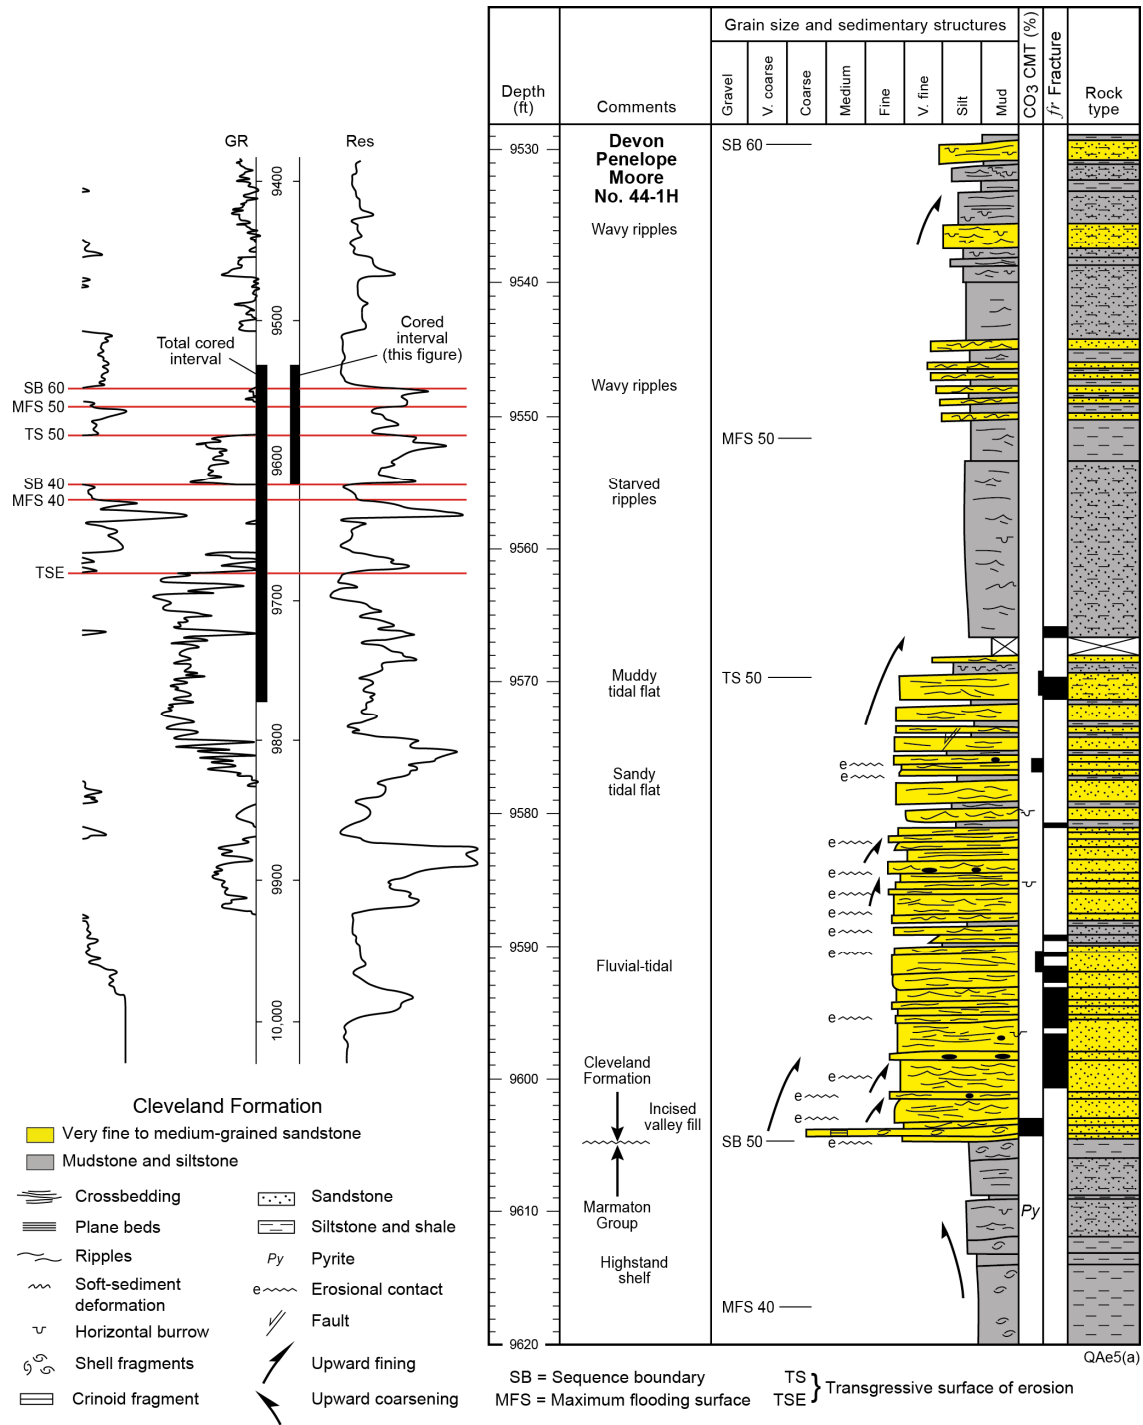 GR
Res
9400
9500
9600
9700
9800
9900
10,000
Total cored
interval
Cored
interval
(this figure)
SB 60
MFS 50
TS 50
SB 40
MFS 40
TSE
Cleveland Formation
Very fine to medium-grained sandstone
Mudstone and siltstone
Crossbedding
Plane beds
Ripples
Soft-sediment
deformation
Horizontal burrow
Shell fragments
Crinoid fragment
Sandstone
Siltstone and shale
Py Pyrite
e Erosional contact
Fault
Upward fining
Upward coarsening
Depth
(ft)
Comments
Grain size and sedimentary structures
Gravel
V. coarse
Coarse
Medium
Fine
V. fine
Silt
Mud
CO3 CMT (%)
fr Fracture
Rock
type
9530
9540
9550
9560
9570
9580
9590
9600
9610
9620
Devon
Penelope
Moore
No. 44-1H
Wavy ripples
Wavy ripples
Starved
ripples
Muddy
tidal flat
Sandy
tidal flat
Fluvial-tidal
Cleveland
Formation
Incised
valley fill
Marmaton
Group
Highstand
shelf
SB 60
MFS 50
TS 50
e
e
e
e
e
e
e
e
e
e
e
e
SB 50
e
Py
MFS 40
QAe5(a)
SB = Sequence boundary
MFS = Maximum flooding surface
TS
TSE
Transgressive surface of erosion